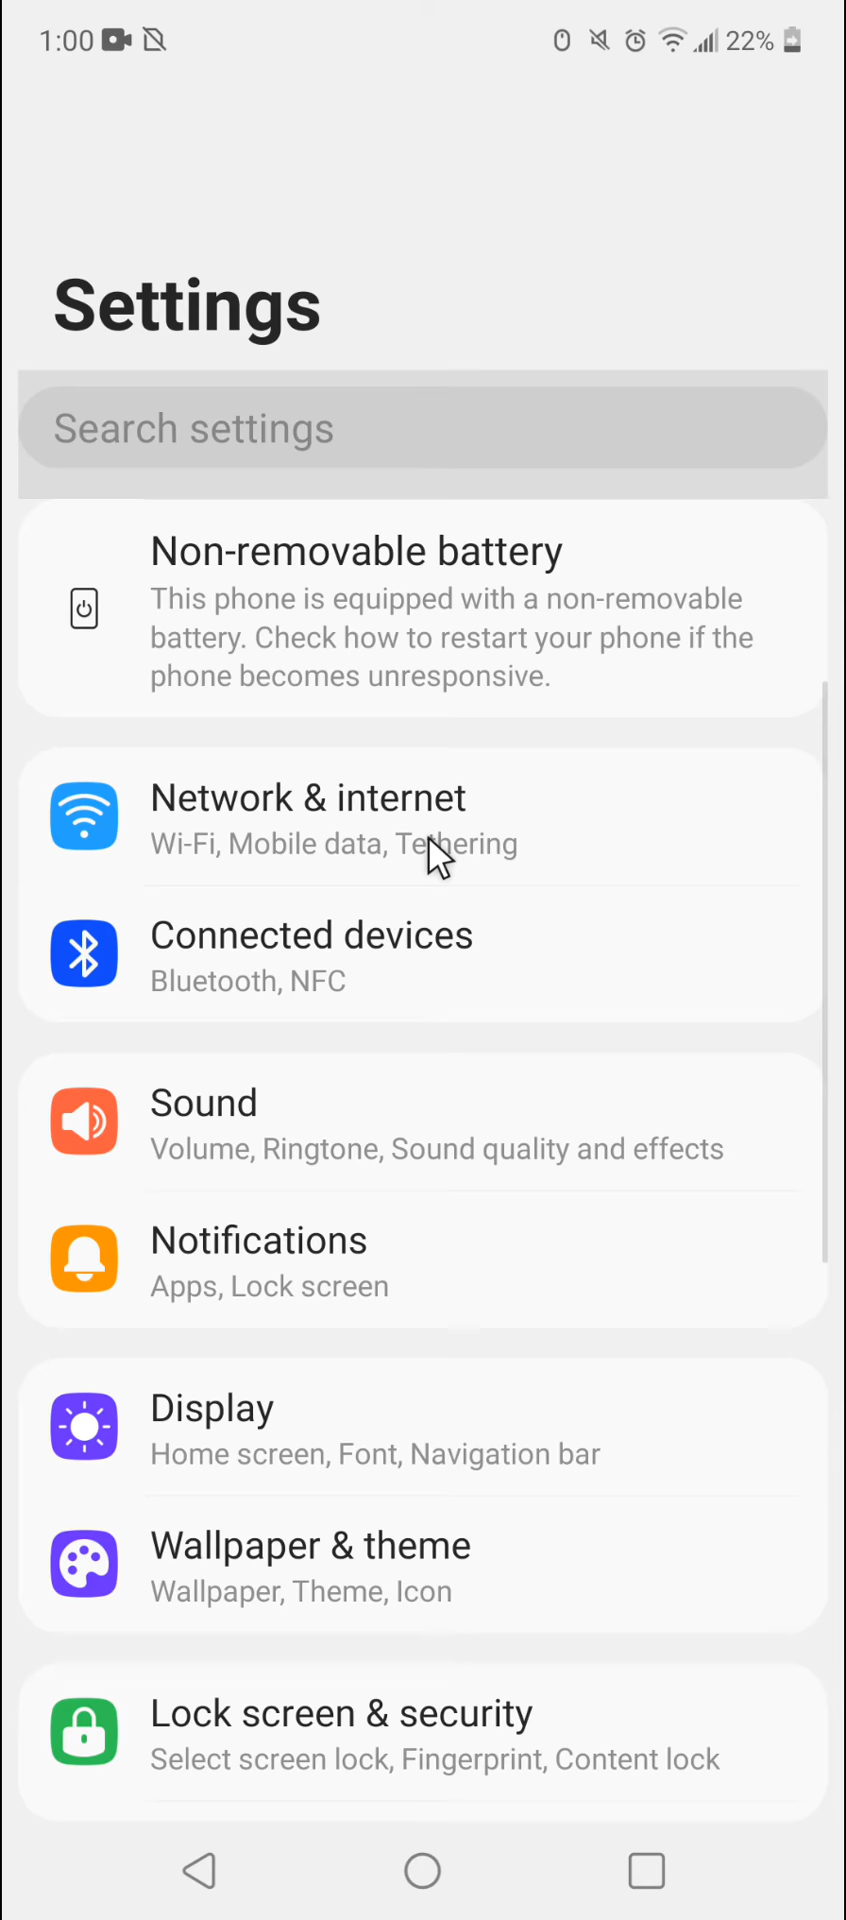 1:00
22%
Settings
Search settings
Non-removable battery
This phone is equipped with a non-removable
battery. Check how to restart your phone if the
phone becomes unresponsive.
Network & internet
Wi-Fi, Mobile data, Tethering
Connected devices
Bluetooth, NFC
Sound
Volume, Ringtone, Sound quality and effects
Notifications
Apps, Lock screen
Display
Home screen, Font, Navigation bar
Wallpaper & theme
Wallpaper, Theme, Icon
Lock screen & security
Select screen lock, Fingerprint, Content lock